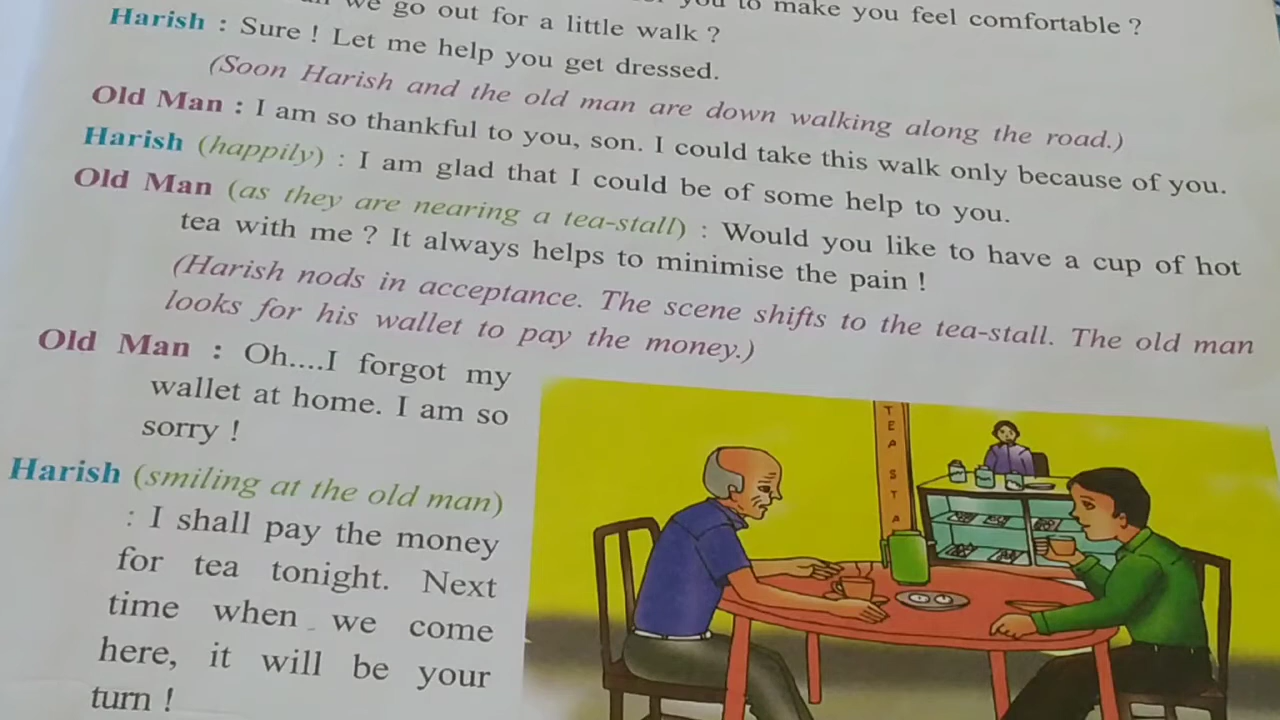 we go out for a little walk ?
to make you feel comfortable ?
Harish : Sure ! Let me help you get dressed.
(Soon Harish and the old man are down walking along the road.)
Old Man : I am so thankful to you, son. I could take this walk only because of you.
Harish (happily) : I am glad that I could be of some help to you.
Old Man (as they are nearing a tea-stall) : Would you like to have a cup of hot
tea with me ? It always helps to minimise the pain !
(Harish nods in acceptance. The scene shifts to the tea-stall. The old man
looks for his wallet to pay the money.)
Old Man : Oh....I forgot my
wallet at home. I am so
sorry !
Harish (smiling at the old man)
: I shall pay the money
for tea tonight. Next
time when we come
here, it will be your
turn !
TEA STA